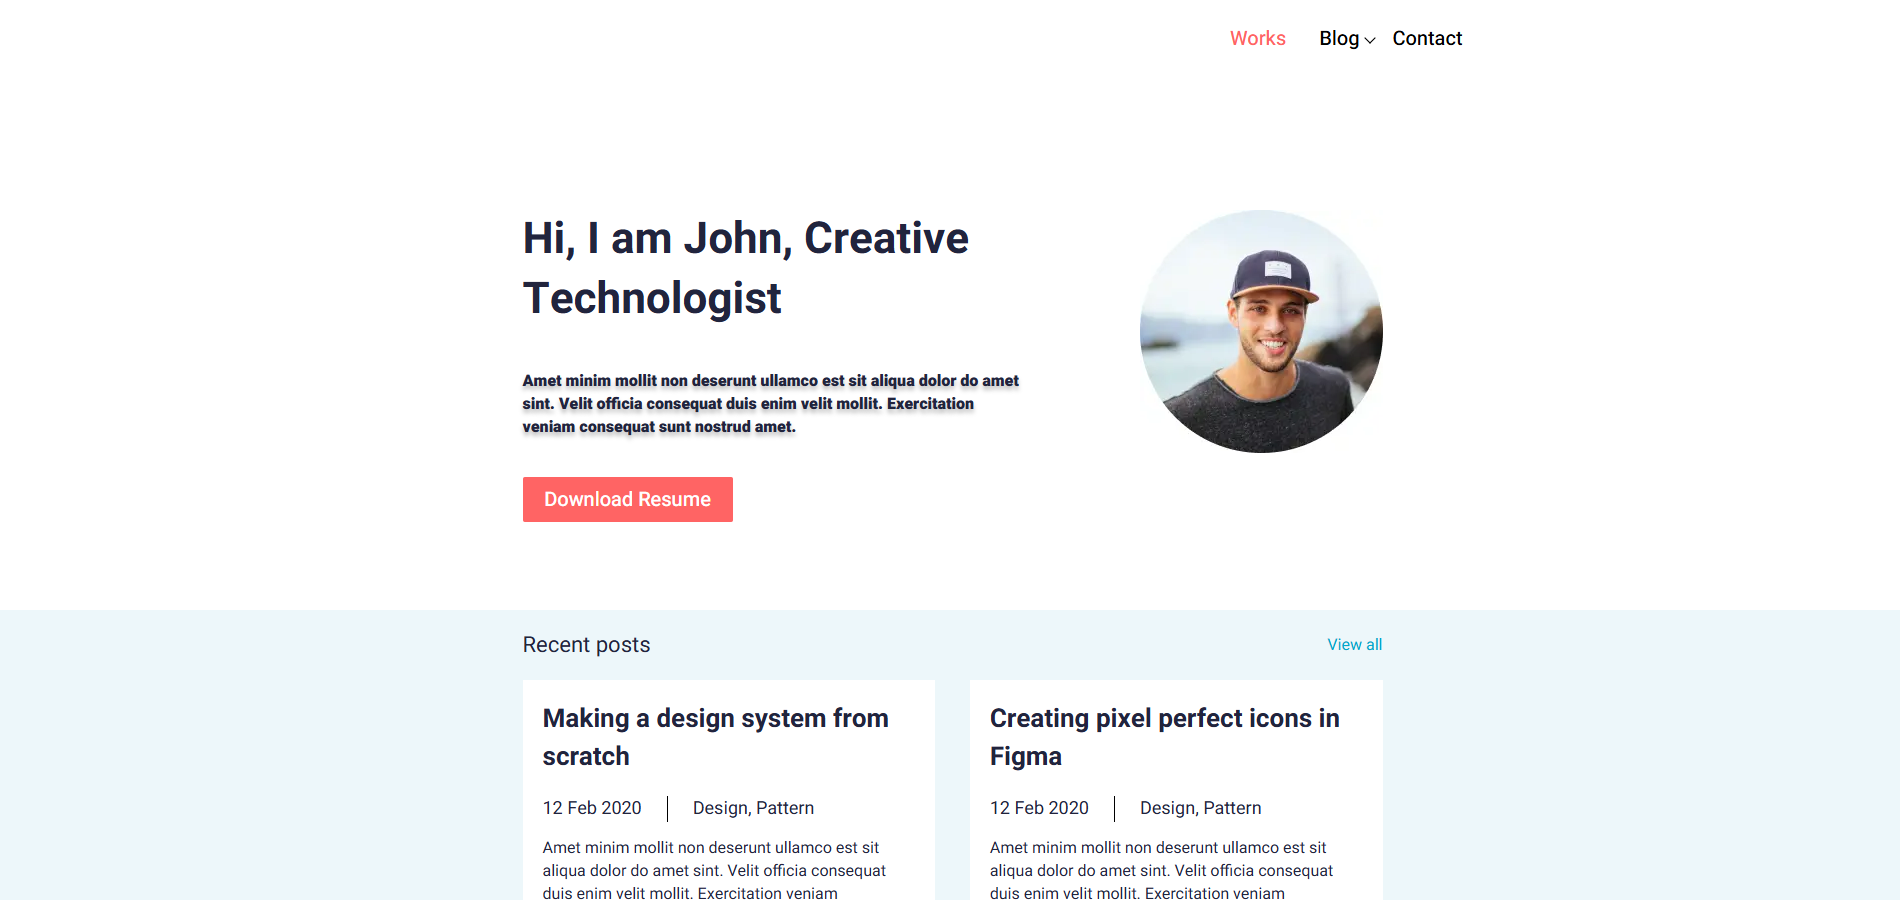 Works Blog Contact
Hi, I am John, Creative
Technologist
Amet minim mollit non deserunt ullamco est sit aliqua dolor do amet
sint. Velit officia consequat duis enim velit mollit. Exercitation
veniam consequat sunt nostrud amet.
Download Resume
Recent posts
View all
Making a design system from
scratch
12 Feb 2020
Design, Pattern
Amet minim mollit non deserunt ullamco est sit
aliqua dolor do amet sint. Velit officia consequat
duis enim velit mollit. Exercitation veniam
Creating pixel perfect icons in
Figma
12 Feb 2020
Design, Pattern
Amet minim mollit non deserunt ullamco est sit
aliqua dolor do amet sint. Velit officia consequat
duis enim velit mollit. Exercitation veniam